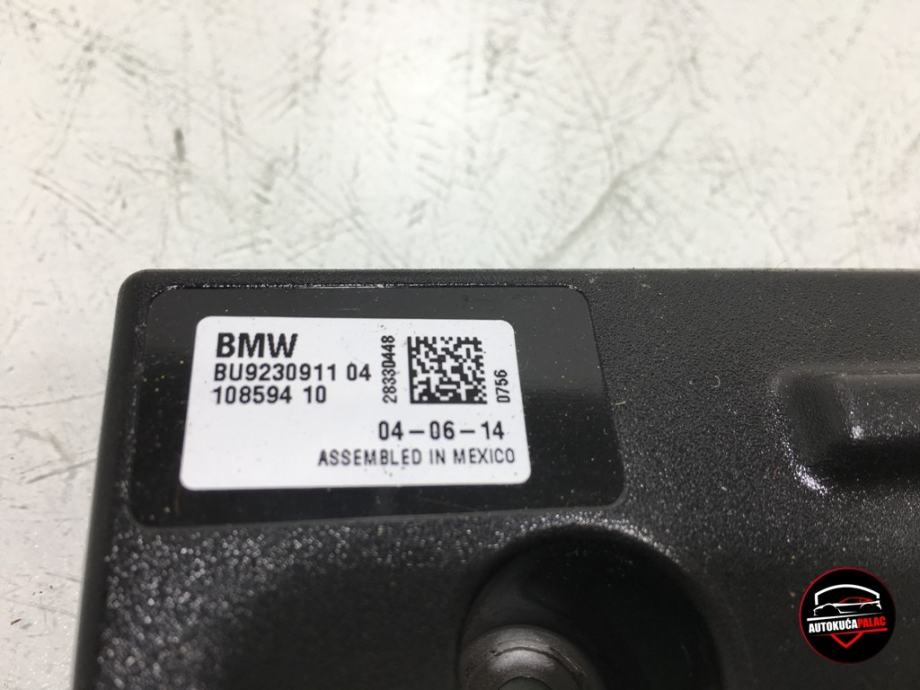 BMW
BU9230911 04
108594 10
28330448
0756
04-06-14
ASSEMBLED IN MEXICO
AUTOKUĆAPALAC